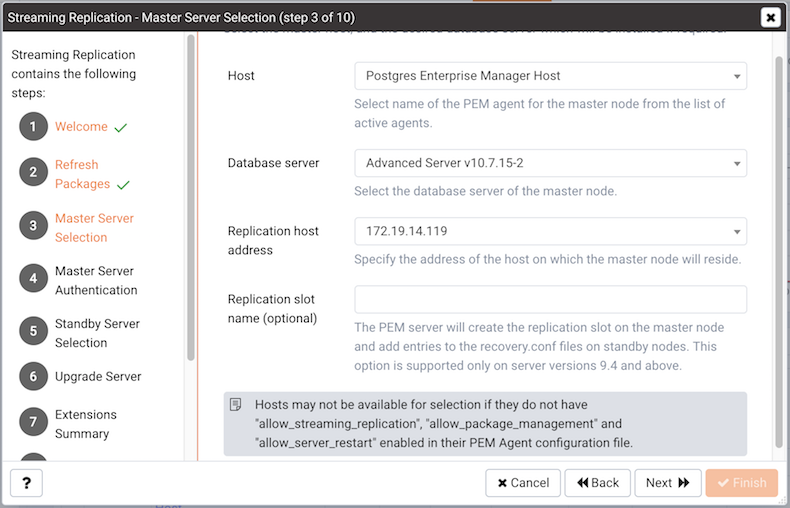 Streaming Replication - Master Server Selection (step 3 of 10)
Streaming Replication
contains the following
steps:
1 Welcome
2 Refresh
Packages
3 Master Server
Selection
4 Master Server
Authentication
5 Standby Server
Selection
6 Upgrade Server
7 Extensions
Summary
Host
Postgres Enterprise Manager Host
Select name of the PEM agent for the master node from the list of
active agents.
Database server
Advanced Server v10.7.15-2
Select the database server of the master node.
Replication host
address
172.19.14.119
Specify the address of the host on which the master node will reside.
Replication slot
name (optional)
The PEM server will create the replication slot on the master node
and add entries to the recovery.conf files on standby nodes. This
option is supported only on server versions 9.4 and above.
Hosts may not be available for selection if they do not have
"allow_streaming_replication", "allow_package_management" and
"allow_server_restart" enabled in their PEM Agent configuration file.
?
Cancel
Back
Next
Finish